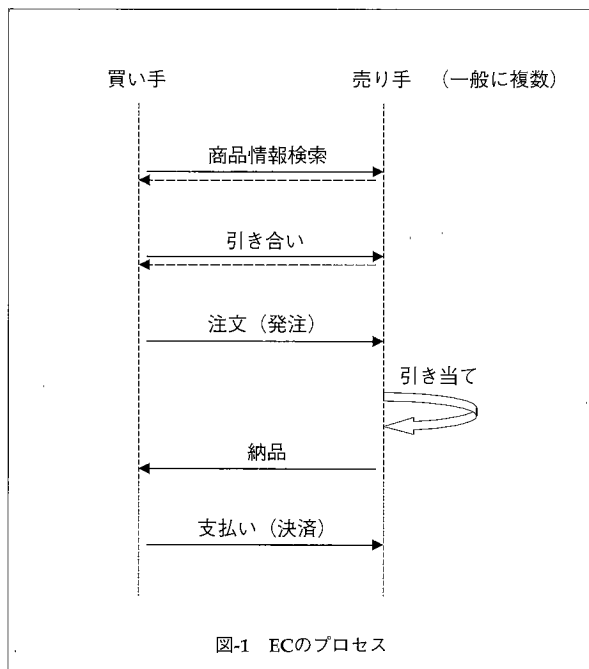 買い手 売り手 （一般に複数）
商品情報検索
引き合い
注文（発注）
引き当て
納品
支払い（決済）
図-1 ECのプロセス